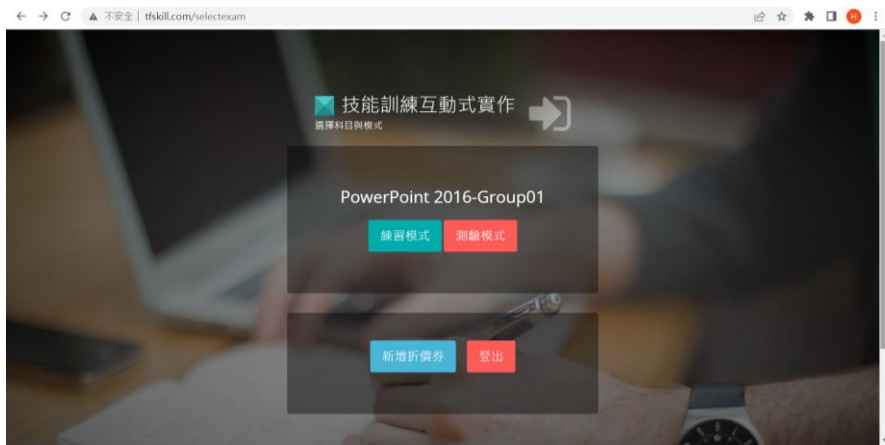 不安全 | tfskill.com/selectexam
H
技能訓練互動式實作
選擇科目與模式
PowerPoint 2016-Group01
練習模式 測驗模式
新增折價券 登出